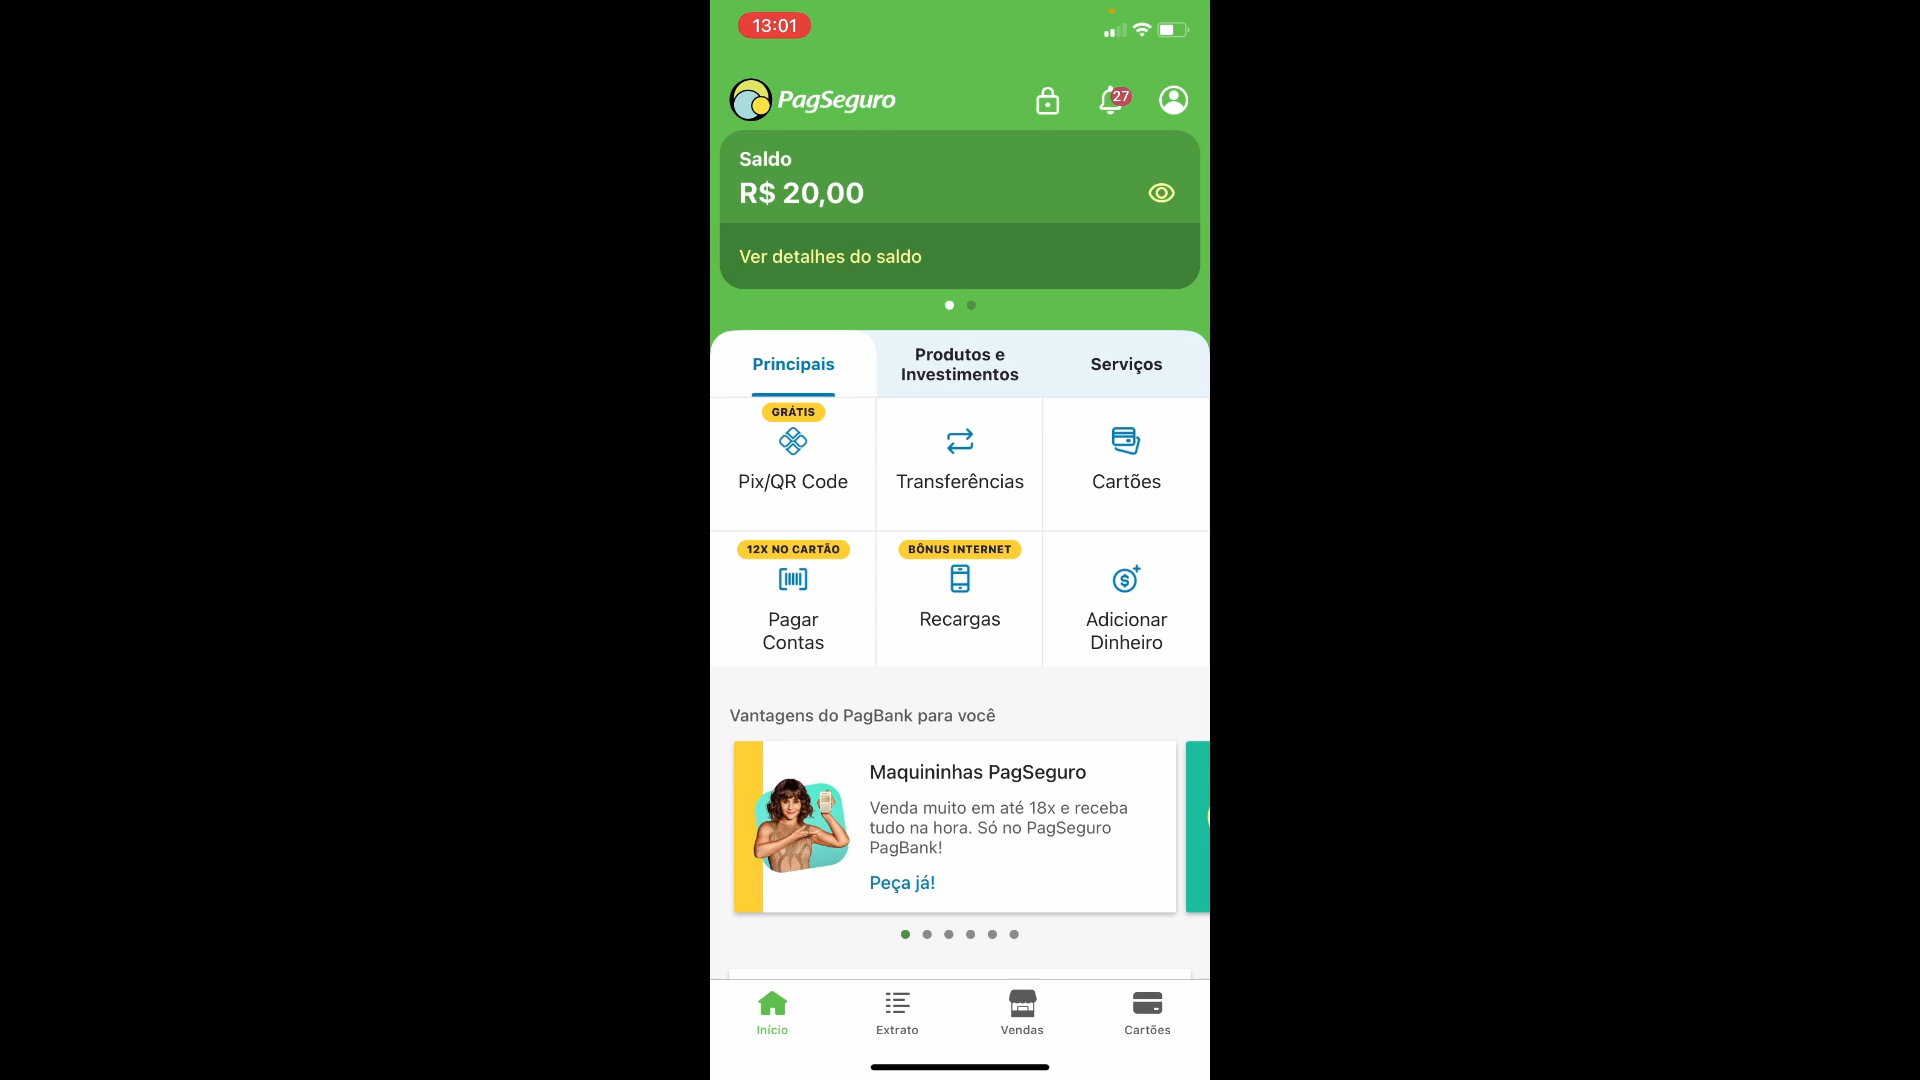 13:01
PagSeguro
27
Saldo
R$ 20,00
Ver detalhes do saldo
Principais
Produtos e
Investimentos
Serviços
GRÁTIS
Pix/QR Code
Transferências
Cartões
12X NO CARTÃO
Pagar
Contas
BÔNUS INTERNET
Recargas
Adicionar
Dinheiro
Vantagens do PagBank para você
Maquininhas PagSeguro
Venda muito em até 18x e receba
tudo na hora. Só no PagSeguro
PagBank!
Peça já!
Início
Extrato
Vendas
Cartões